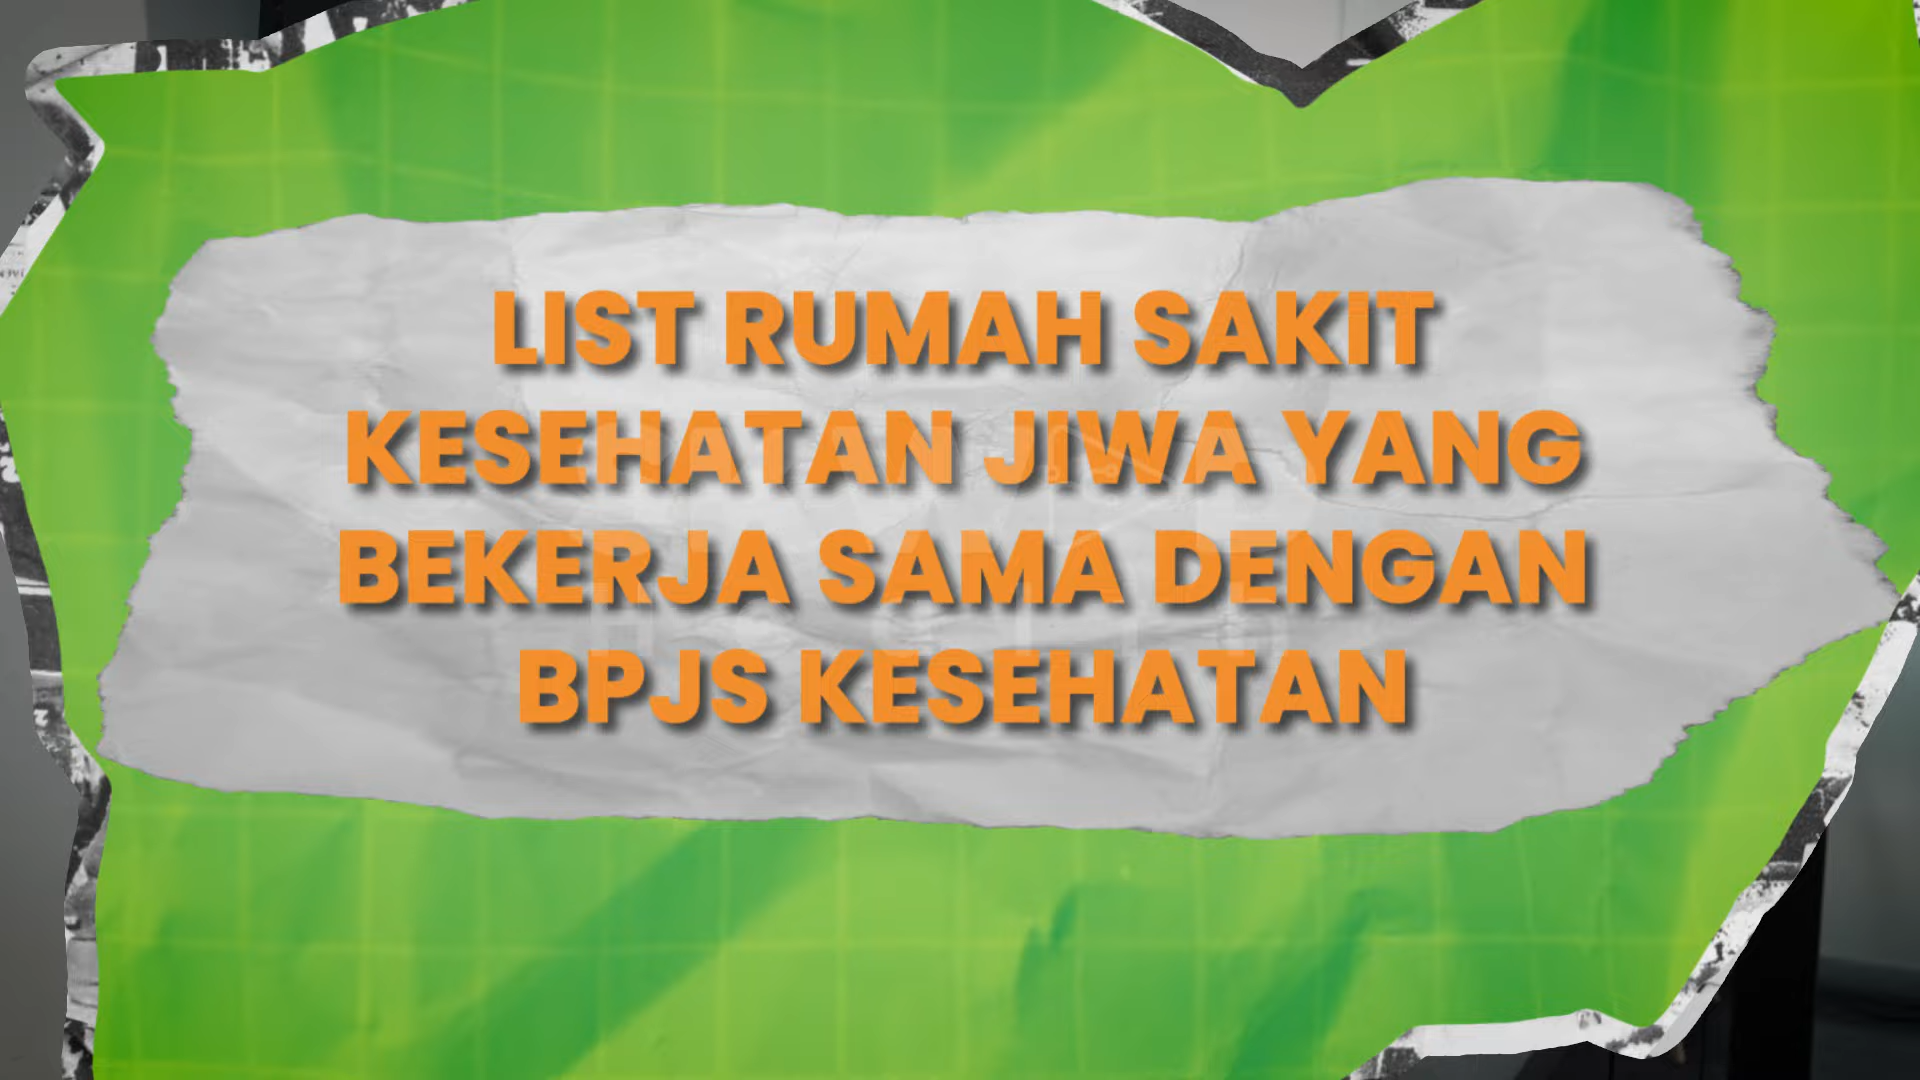 LIST RUMAH SAKIT
KESEHATAN JIWA YANG
BEKERJA SAMA DENGAN
BPJS KESEHATAN